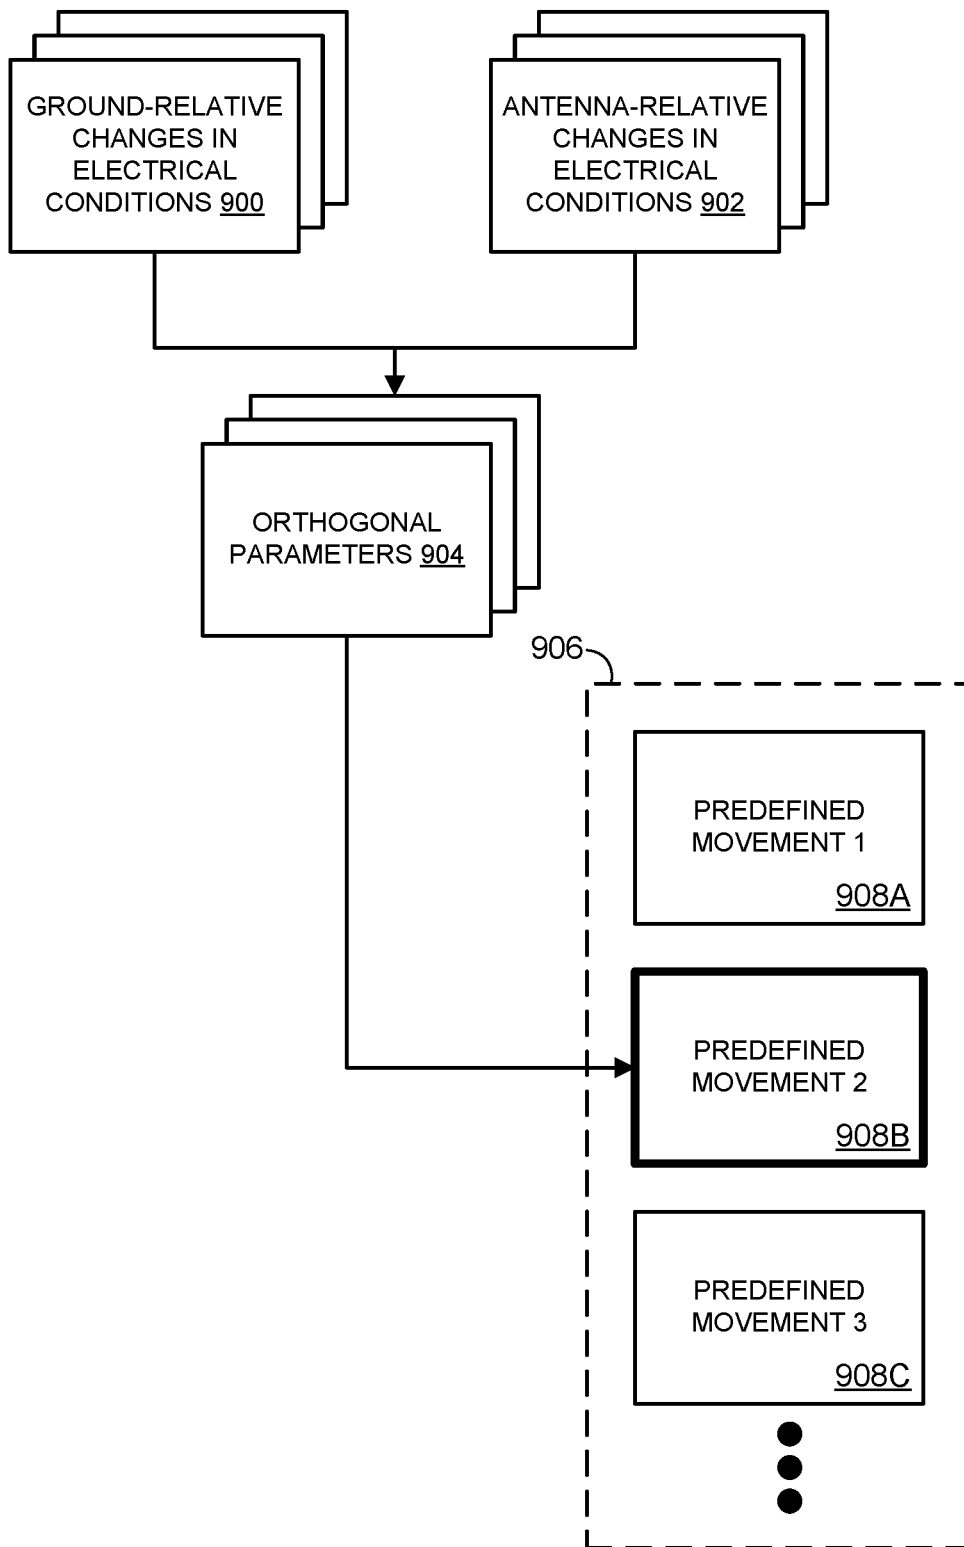 GROUND-RELATIVE
CHANGES IN
ELECTRICAL
CONDITIONS 900
ANTENNA-RELATIVE
CHANGES IN
ELECTRICAL
CONDITIONS 902
ORTHOGONAL
PARAMETERS 904
906
PREDEFINED
MOVEMENT 1
908A
PREDEFINED
MOVEMENT 2
908B
PREDEFINED
MOVEMENT 3
908C